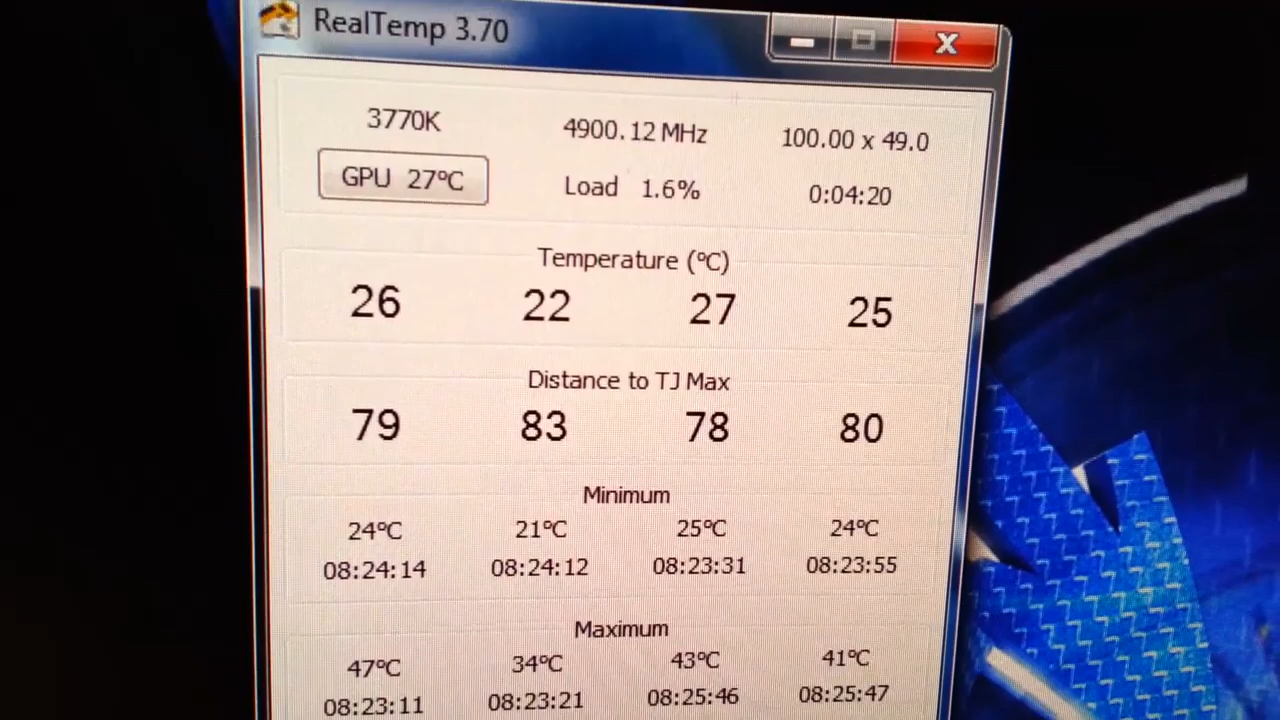 RealTemp 3.70
3770K 4900.12 MHz 100.00 x 49.0
GPU 27°C Load 1.6% 0:04:20
Temperature (°C)
26 22 27 25
Distance to TJ Max
79 83 78 80
Minimum
24°C 21°C 25°C 24°C
08:24:14 08:24:12 08:23:31 08:23:55
Maximum
47°C 34°C 43°C 41°C
08:23:11 08:23:21 08:25:46 08:25:47